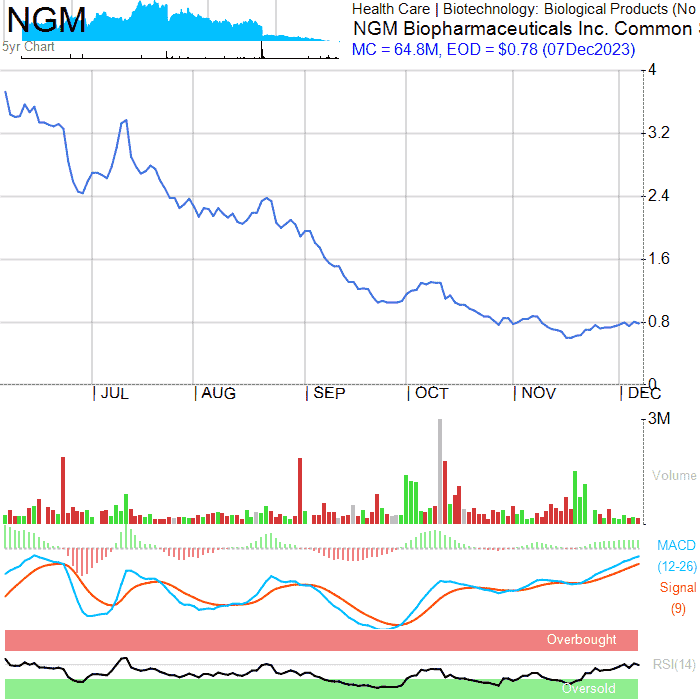 NGM
5yr Chart
Health Care | Biotechnology: Biological Products (No
NGM Biopharmaceuticals Inc. Common
MC = 64.8M, EOD = $0.78 (07Dec2023)
4
3.2
2.4
1.6
0.8
0
JUL
AUG
SEP
OCT
NOV
DEC
3M
Volume
MACD
(12-26)
Signal
(9)
Overbought
RSI(14)
Oversold